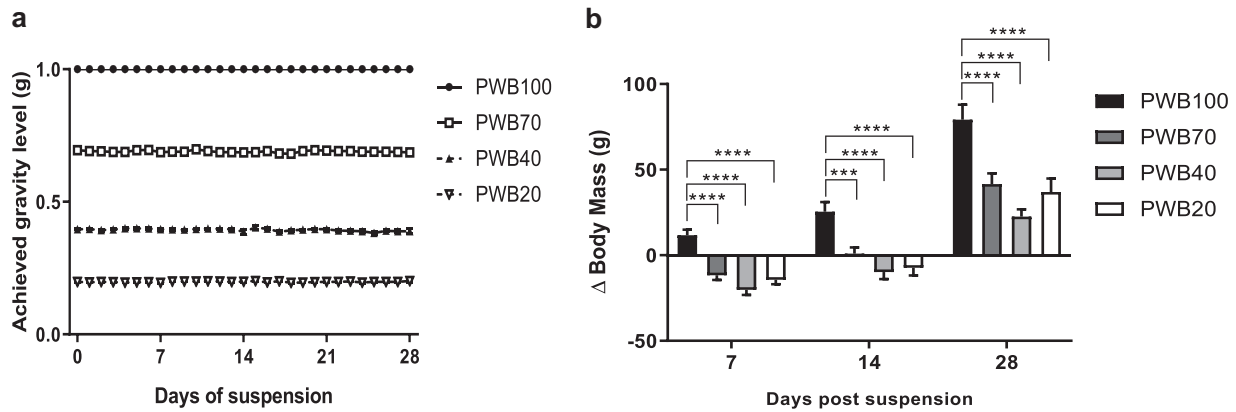 a
Achieved gravity level (g)
1.0
0.5
0.0
0 7 14 21 28
Days of suspension
PWB100
PWB70
PWB40
PWB20
b
Δ Body Mass (g)
100
50
0
-50
****
****
****
****
****
***
****
****
****
7 14 28
Days post suspension
PWB100
PWB70
PWB40
PWB20